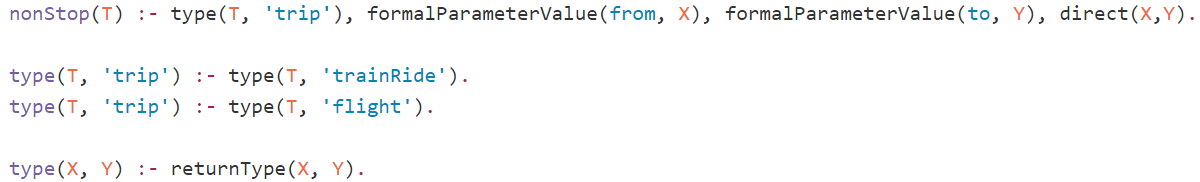 nonStop(T) :- type(T, 'trip'), formalParameterValue(from, X), formalParameterValue(to, Y), direct(X,Y).
type(T, 'trip') :- type(T, 'trainRide').
type(T, 'trip') :- type(T, 'flight').
type(X, Y) :- returnType(X, Y).